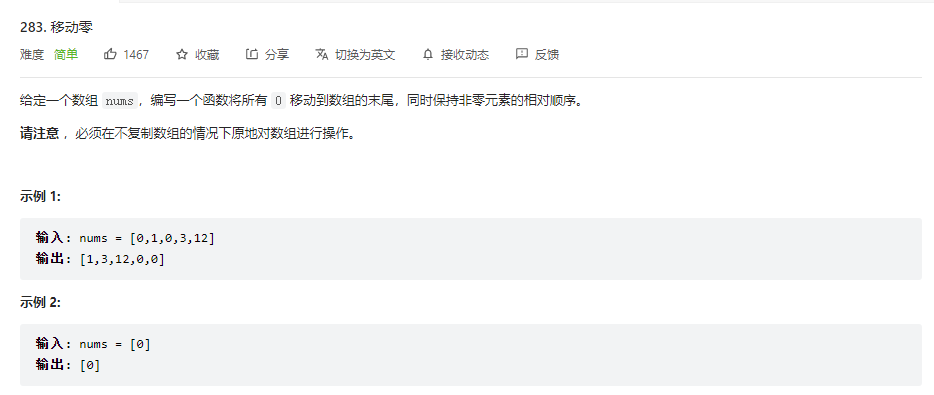 283. 移动零
难度 简单 1467 收藏 分享 切换为英文 接收动态 反馈
给定一个数组 nums，编写一个函数将所有 0 移动到数组的末尾，同时保持非零元素的相对顺序。
请注意 ，必须在不复制数组的情况下原地对数组进行操作。
示例 1:
输入: nums = [0,1,0,3,12]
输出: [1,3,12,0,0]
示例 2:
输入: nums = [0]
输出: [0]